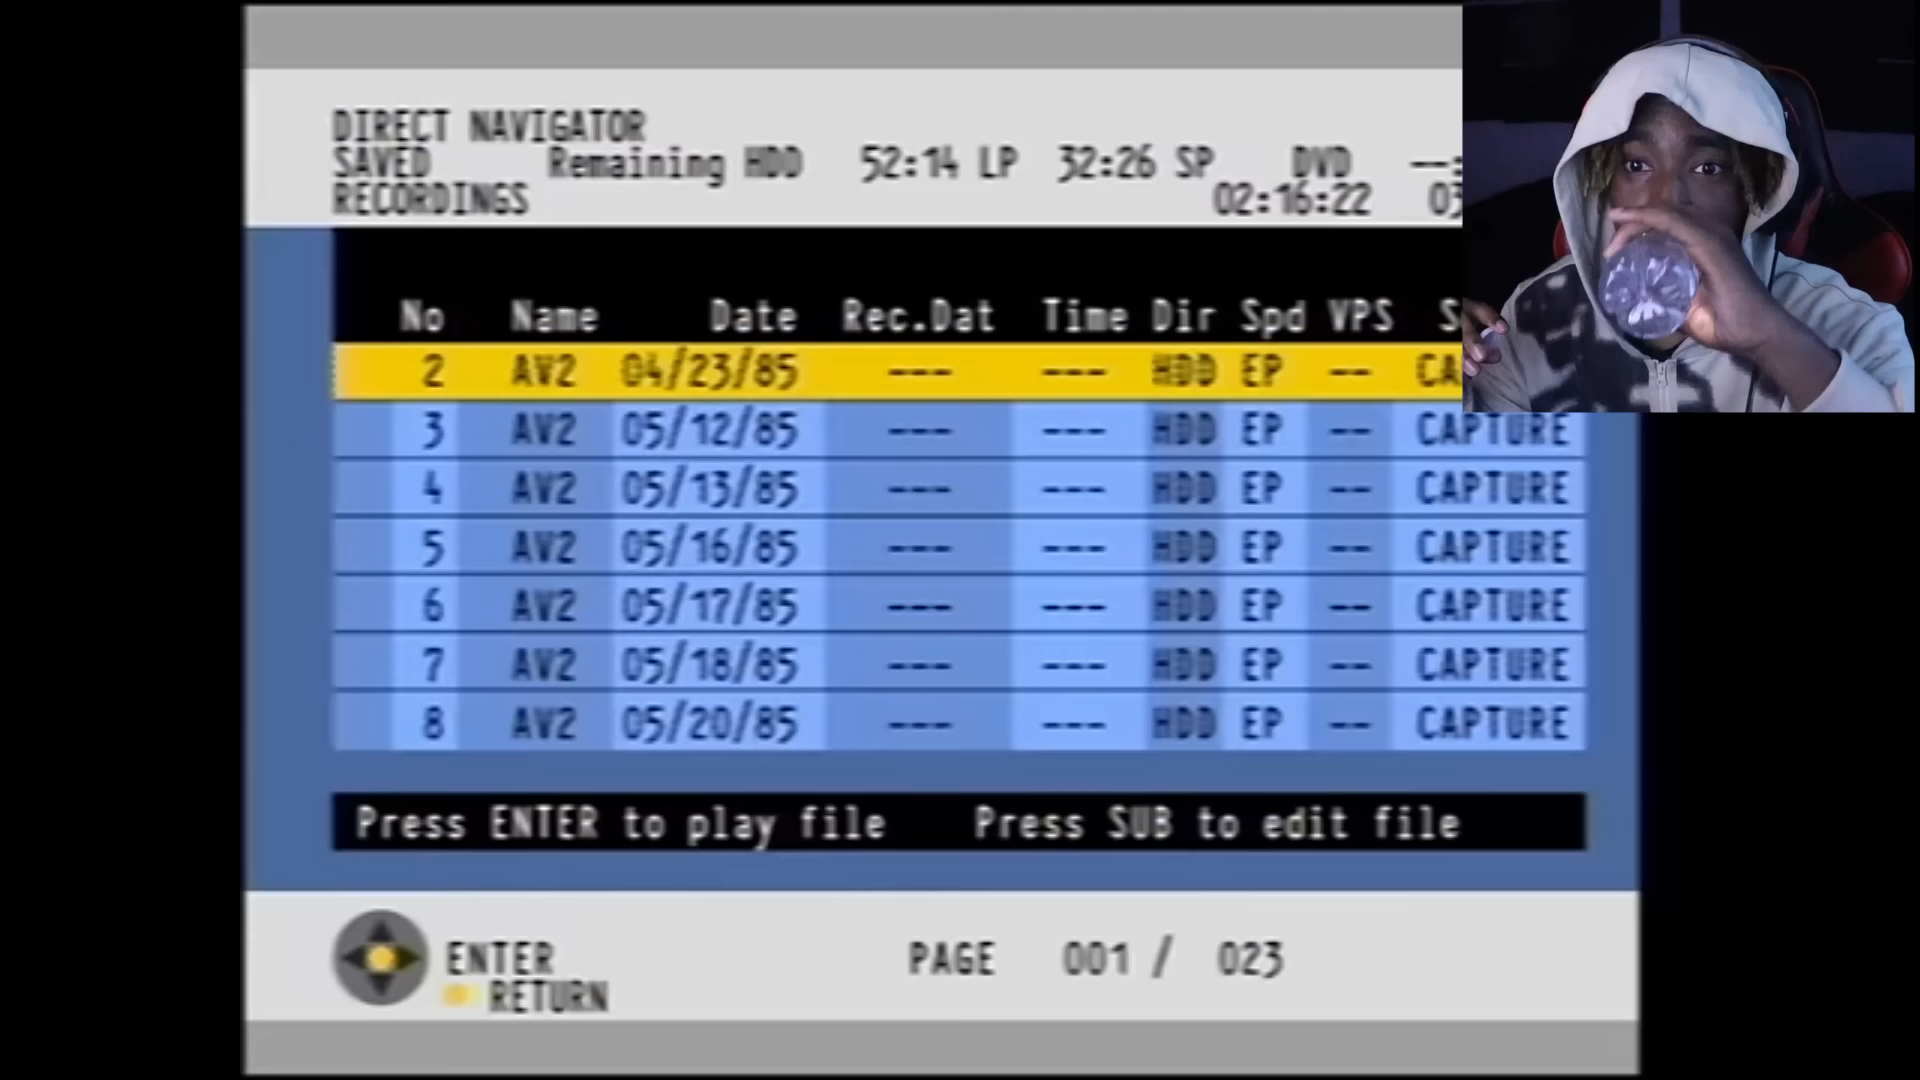 DIRECT NAVIGATOR
SAVED Remaining HDD 52:14 LP 32:26 SP DVD --:
RECORDINGS 02:16:22 03
No Name Date Rec.Dat Time Dir Spd VPS S
2 AV2 04/23/85 --- --- HDD EP -- CA
3 AV2 05/12/85 --- --- HDD EP -- CAPTURE
4 AV2 05/13/85 --- --- HDD EP -- CAPTURE
5 AV2 05/16/85 --- --- HDD EP -- CAPTURE
6 AV2 05/17/85 --- --- HDD EP -- CAPTURE
7 AV2 05/18/85 --- --- HDD EP -- CAPTURE
8 AV2 05/20/85 --- --- HDD EP -- CAPTURE
Press ENTER to play file Press SUB to edit file
ENTER PAGE 001 / 023
RETURN